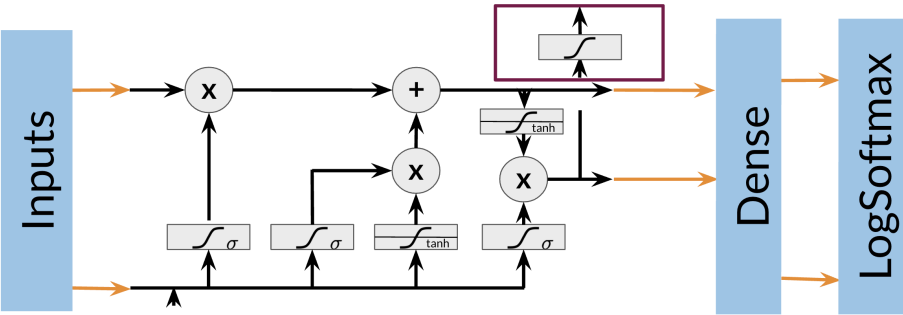 Inputs
x
+
tanh
x
x
σ
σ
tanh
σ
Dense
LogSoftmax